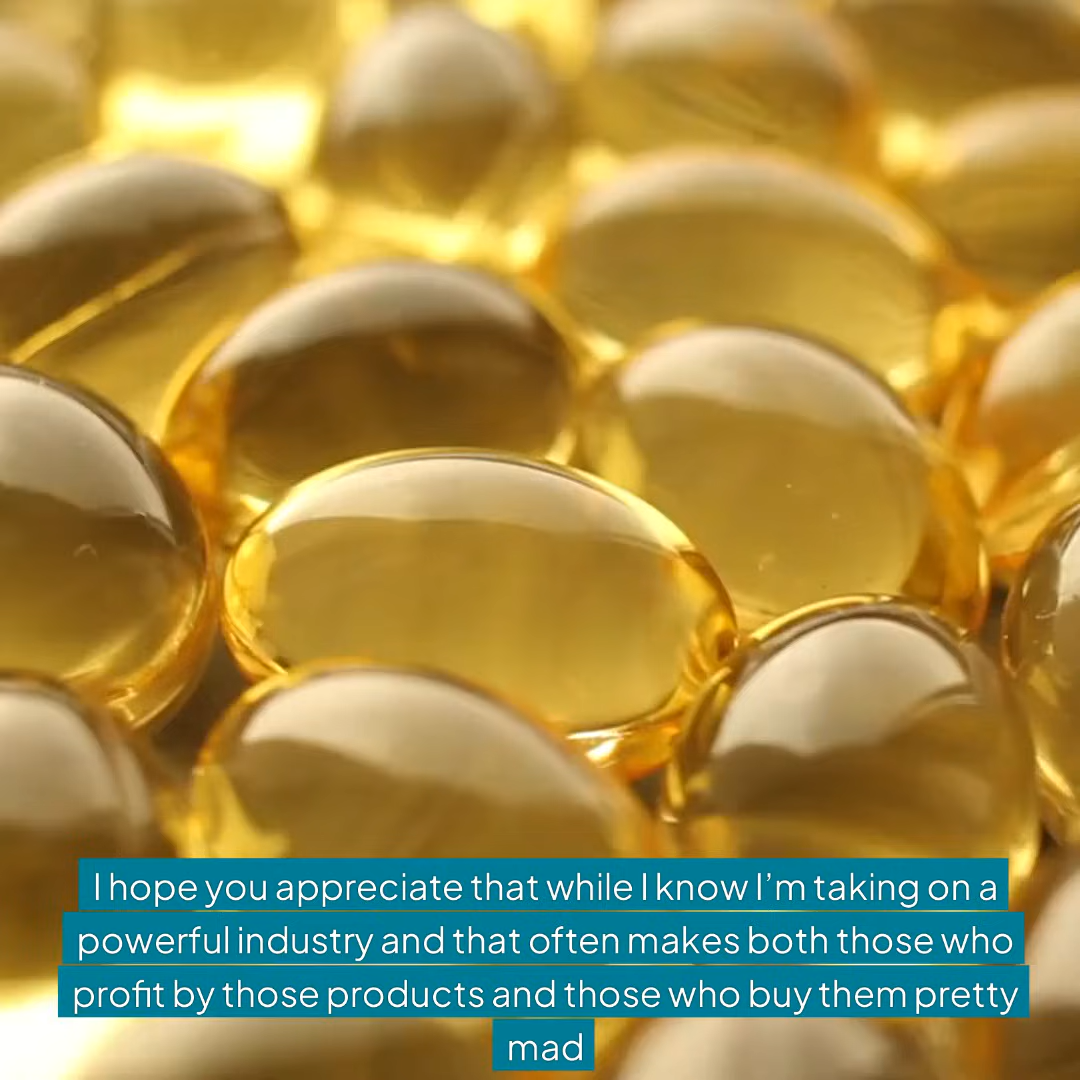 I hope you appreciate that while I know I’m taking on a
powerful industry and that often makes both those who
profit by those products and those who buy them pretty
mad